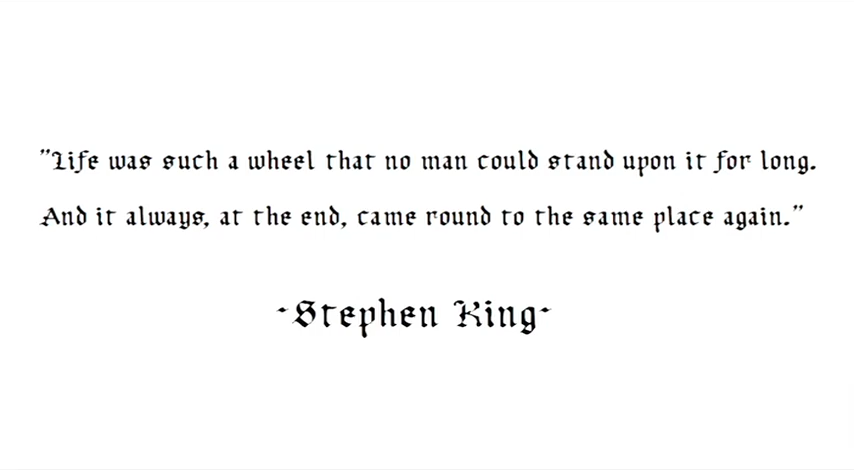 "Life was such a wheel that no man could stand upon it for long.
And it always, at the end, came round to the same place again."
-Stephen King-